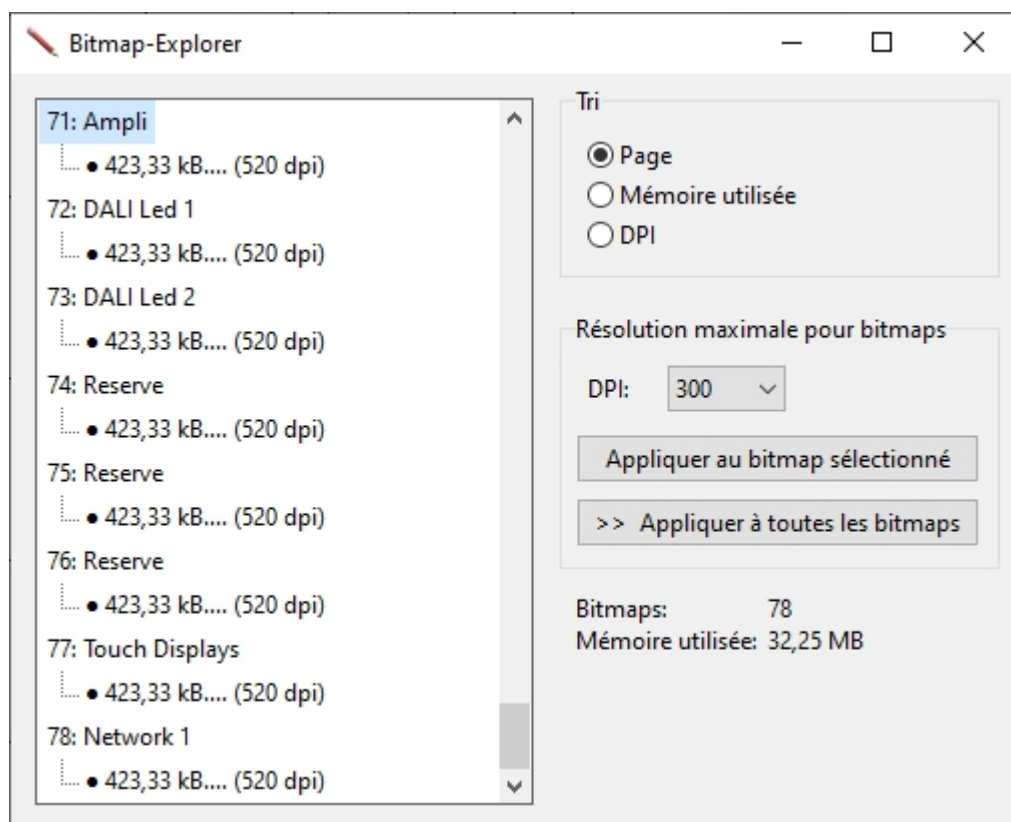 Bitmap-Explorer
71: Ampli
● 423,33 kB.... (520 dpi)
72: DALI Led 1
● 423,33 kB.... (520 dpi)
73: DALI Led 2
● 423,33 kB.... (520 dpi)
74: Reserve
● 423,33 kB.... (520 dpi)
75: Reserve
● 423,33 kB.... (520 dpi)
76: Reserve
● 423,33 kB.... (520 dpi)
77: Touch Displays
● 423,33 kB.... (520 dpi)
78: Network 1
● 423,33 kB.... (520 dpi)
Tri
Page
Mémoire utilisée
DPI
Résolution maximale pour bitmaps
DPI: 300
Appliquer au bitmap sélectionné
>> Appliquer à toutes les bitmaps
Bitmaps: 78
Mémoire utilisée: 32,25 MB